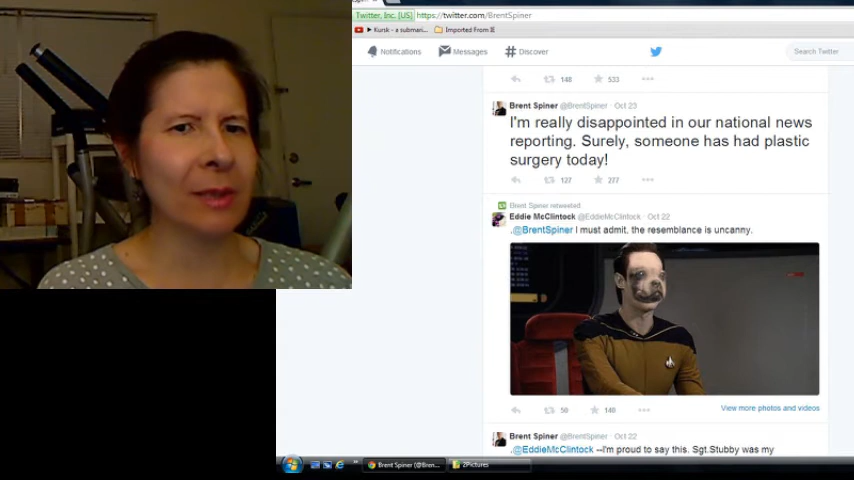 Twitter, Inc. [US] https://twitter.com/BrentSpiner
Kursk - a submari... Imported From IE
Notifications Messages Discover Search Twitter
148 533
Brent Spiner @BrentSpiner · Oct 23
I'm really disappointed in our national news
reporting. Surely, someone has had plastic
surgery today!
127 277
Brent Spiner retweeted
Eddie McClintock @EddieMcClintock · Oct 22
.@BrentSpiner I must admit, the resemblance is uncanny.
50 140 View more photos and videos
Brent Spiner @BrentSpiner · Oct 22
.@EddieMcClintock --I'm proud to say this. Sgt.Stubby was my
Brent Spiner (@Bren... 2Pictures